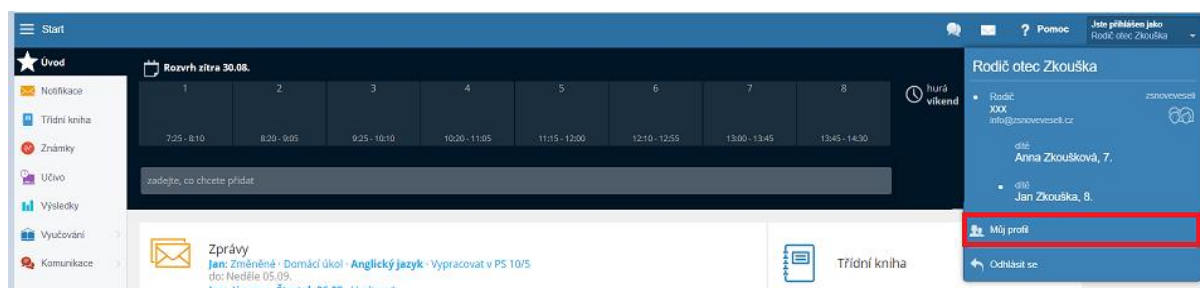 Start
Pomoc
Jste přihlášen jako
Rodič otec Zkouška
Úvod
Notifikace
Třídní kniha
Známky
Učivo
Výsledky
Vyučování
Komunikace
Rozvrh zítra 30.08.
1 2 3 4 5 6 7 8
7:25 - 8:10 8:20 - 9:05 9:25 - 10:10 10:20 - 11:05 11:15 - 12:00 12:10 - 12:55 13:00 - 13:45 13:45 - 14:30
hurá
víkend
zadejte, co chcete přidat
Zprávy
Jan: Změněné · Domácí úkol · Anglický jazyk · Vypracovat v PS 10/5
do: Neděle 05.09.
Třídní kniha
Rodič otec Zkouška
Rodič
zsnoveveseli
XXX
info@zsnoveveseli.cz
dítě
Anna Zkoušková, 7.
dítě
Jan Zkouška, 8.
Můj profil
Odhlásit se